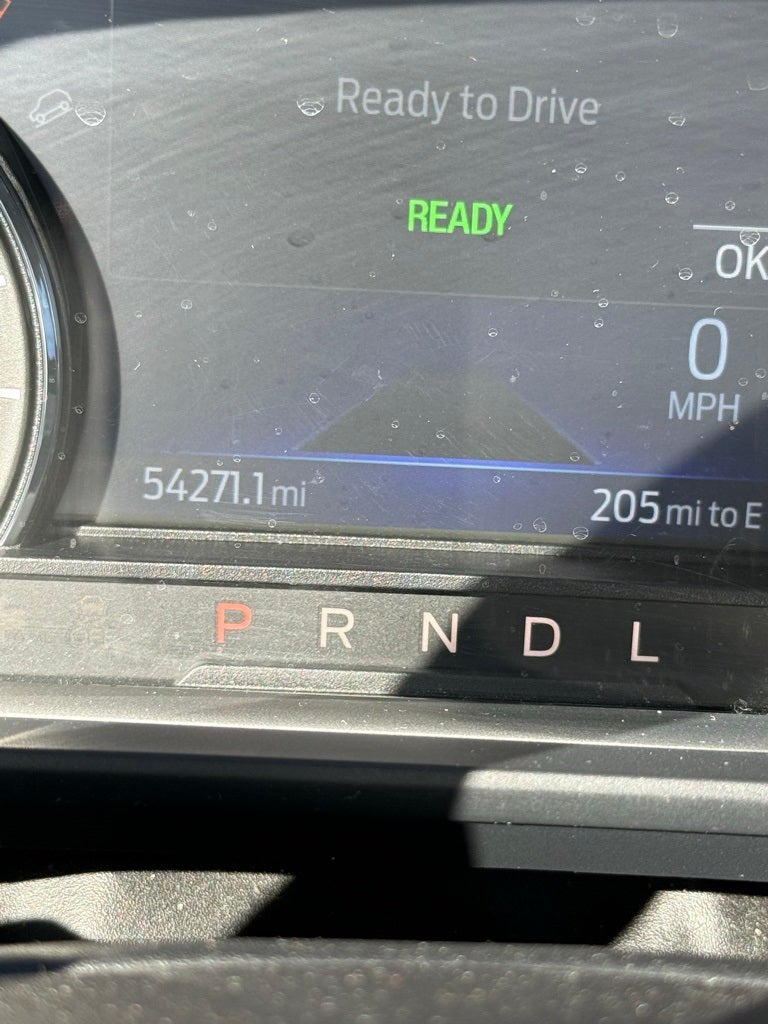 Ready to Drive
READY
OK
0
MPH
54271.1 mi
205 mi to E
P R N D L